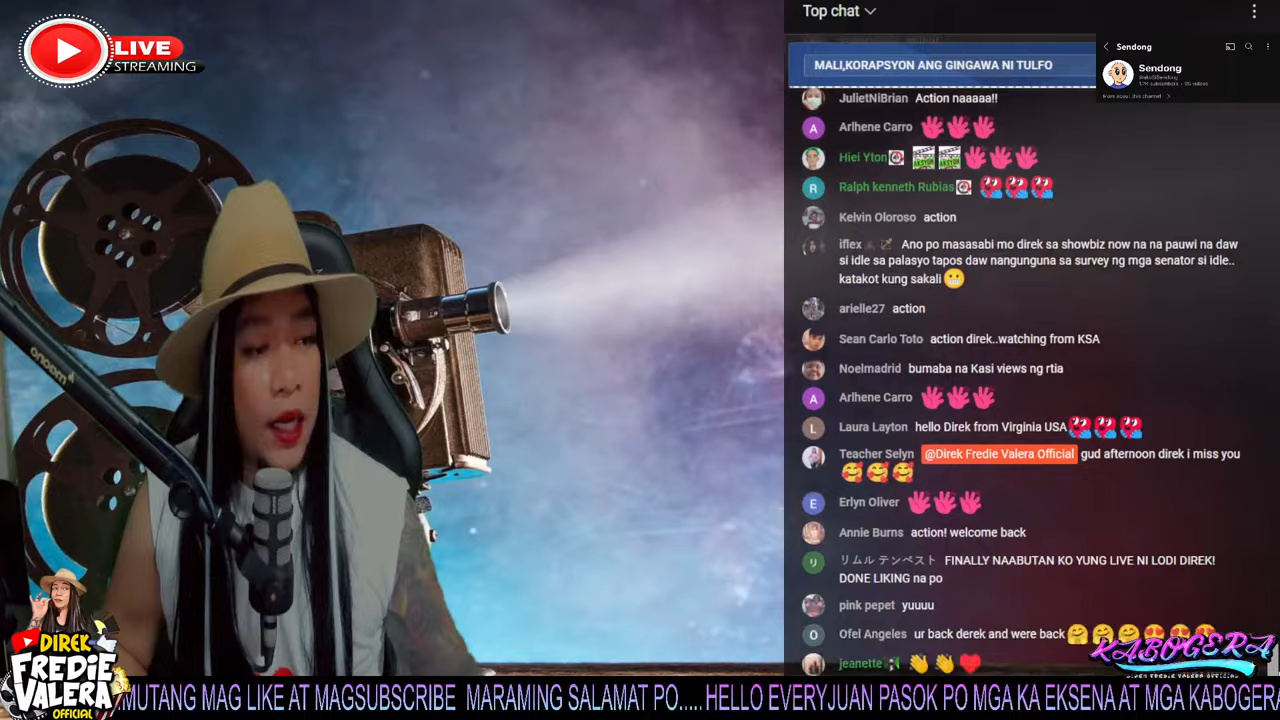 LIVE
STREAMING
Top chat
MALI,KORAPSYON ANG GINGAWA NI TULFO
Sendong
Sendong
JulietNiBrian Action naaaaa!!
Arlhene Carro
Hiei Yton
Ralph kenneth Rubias
Kelvin Oloroso action
iflex Ano po masasabi mo direk sa showbiz now na na pauwi na daw
si idle sa palasyo tapos daw nangunguna sa survey ng mga senator si idle..
katakot kung sakali
arielle27 action
Sean Carlo Toto action direk..watching from KSA
Noelmadrid bumaba na Kasi views ng rtia
Arlhene Carro
Laura Layton hello Direk from Virginia USA
Teacher Selyn @Direk Fredie Valera Official gud afternoon direk i miss you
Erlyn Oliver
Annie Burns action! welcome back
リムル テンペスト FINALLY NAABUTAN KO YUNG LIVE NI LODI DIREK!
DONE LIKING na po
pink pepet yuuuu
Ofel Angeles ur back derek and were back
jeanette
KABOGERA
DIREK FREDIE VALERA OFFICIAL
maono
DIREK
FREDIE
VALERA
OFFICIAL
MUTANG MAG LIKE AT MAGSUBSCRIBE MARAMING SALAMAT PO..... HELLO EVERYJUAN PASOK PO MGA KA EKSENA AT MGA KABOGERA